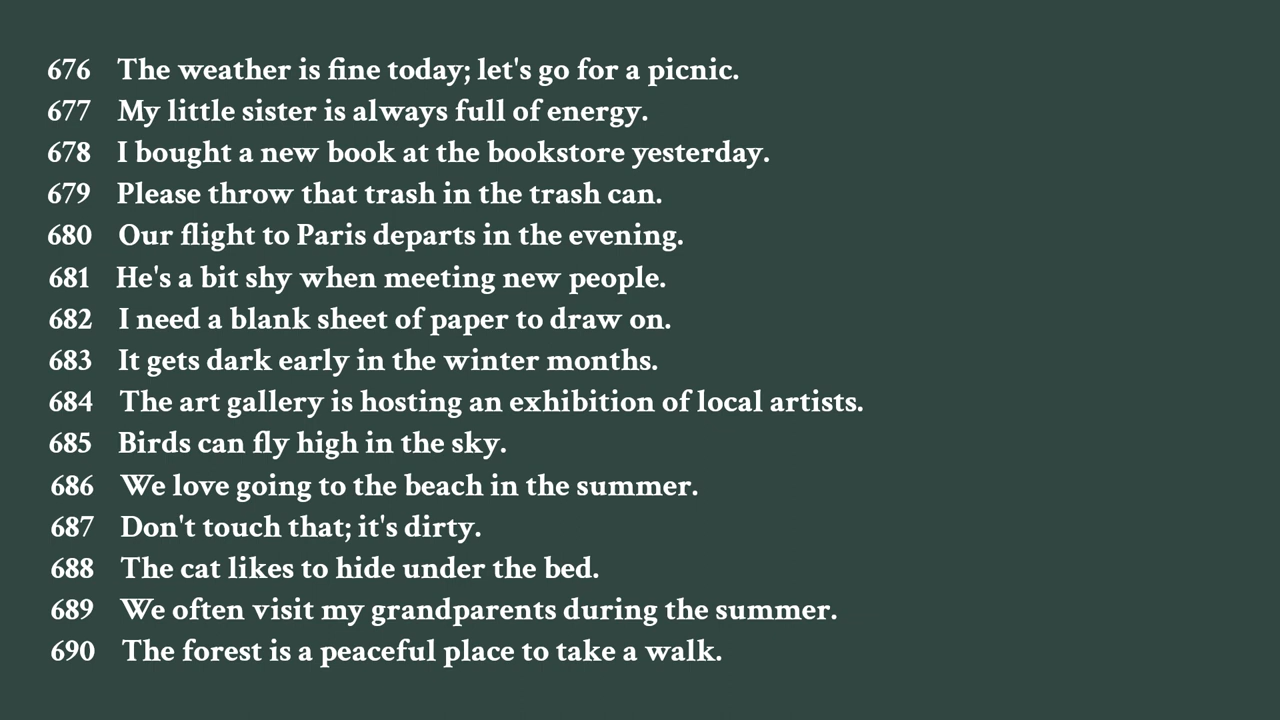 676 The weather is fine today; let's go for a picnic.
677 My little sister is always full of energy.
678 I bought a new book at the bookstore yesterday.
679 Please throw that trash in the trash can.
680 Our flight to Paris departs in the evening.
681 He's a bit shy when meeting new people.
682 I need a blank sheet of paper to draw on.
683 It gets dark early in the winter months.
684 The art gallery is hosting an exhibition of local artists.
685 Birds can fly high in the sky.
686 We love going to the beach in the summer.
687 Don't touch that; it's dirty.
688 The cat likes to hide under the bed.
689 We often visit my grandparents during the summer.
690 The forest is a peaceful place to take a walk.